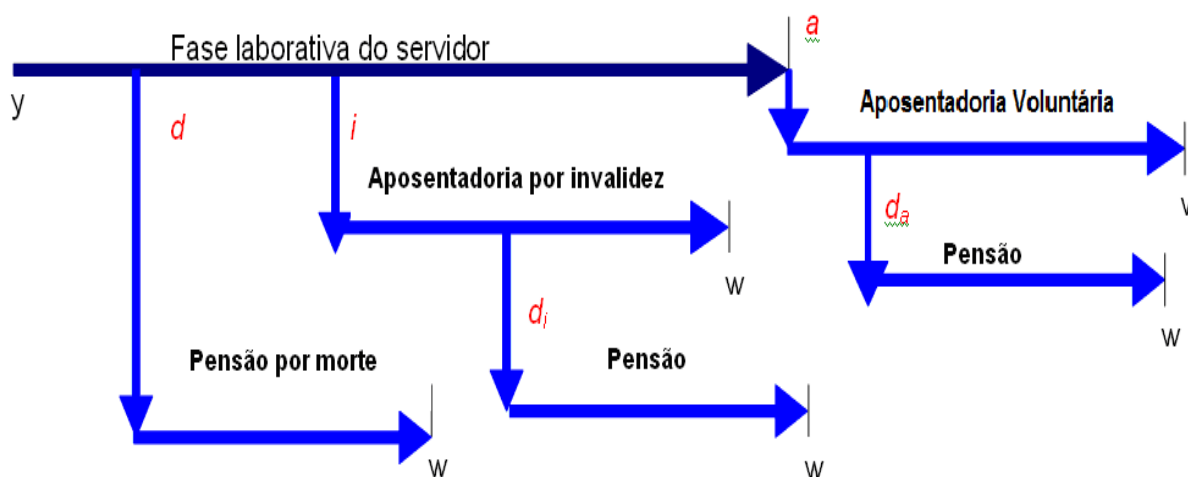 a
Fase laborativa do servidor
y
Aposentadoria Voluntária
d
i
Aposentadoria por invalidez
da
w
Pensão
w
di
Pensão por morte
Pensão
w
w